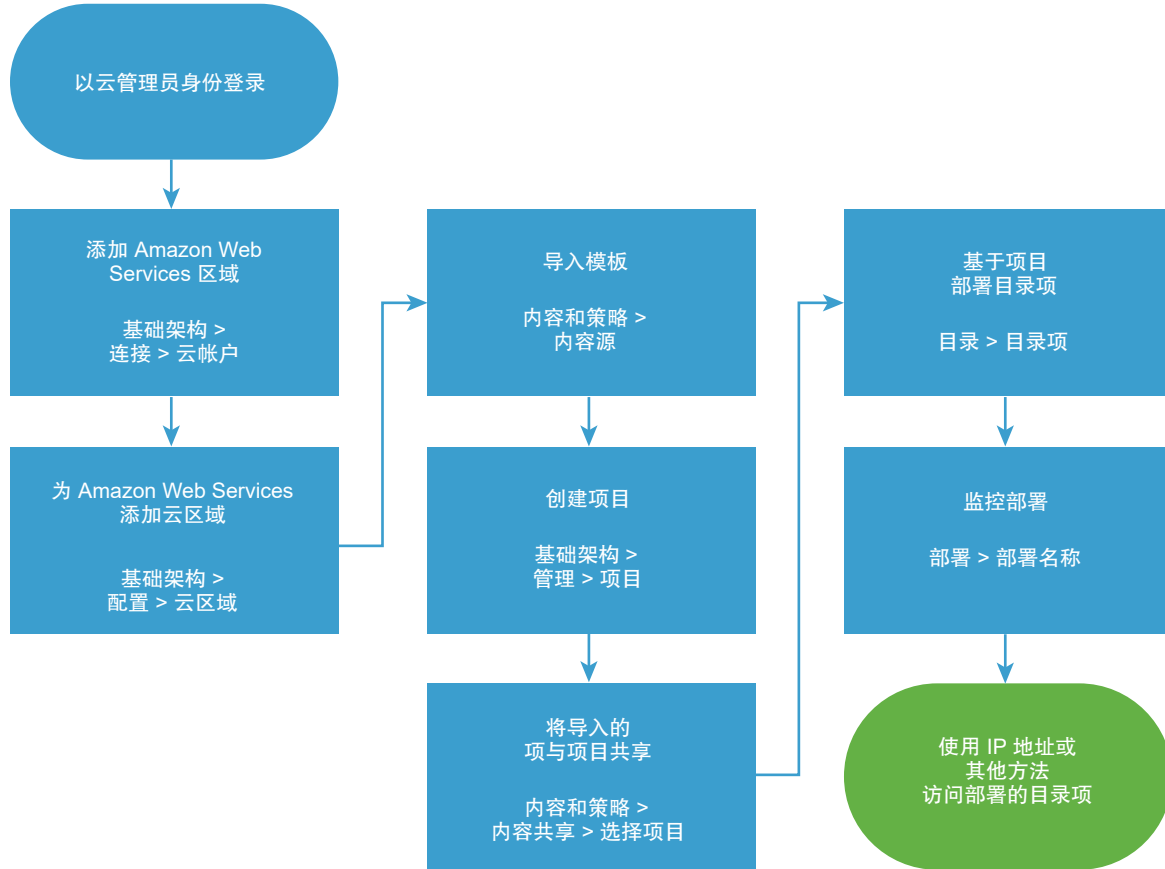 以云管理员身份登录
添加 Amazon Web
Services 区域
基础架构 >
连接 > 云帐户
为 Amazon Web Services
添加云区域
基础架构 >
配置 > 云区域
导入模板
内容和策略 >
内容源
创建项目
基础架构 >
管理 > 项目
将导入的
项与项目共享
内容和策略 >
内容共享 > 选择项目
基于项目
部署目录项
目录 > 目录项
监控部署
部署 > 部署名称
使用 IP 地址或
其他方法
访问部署的目录项